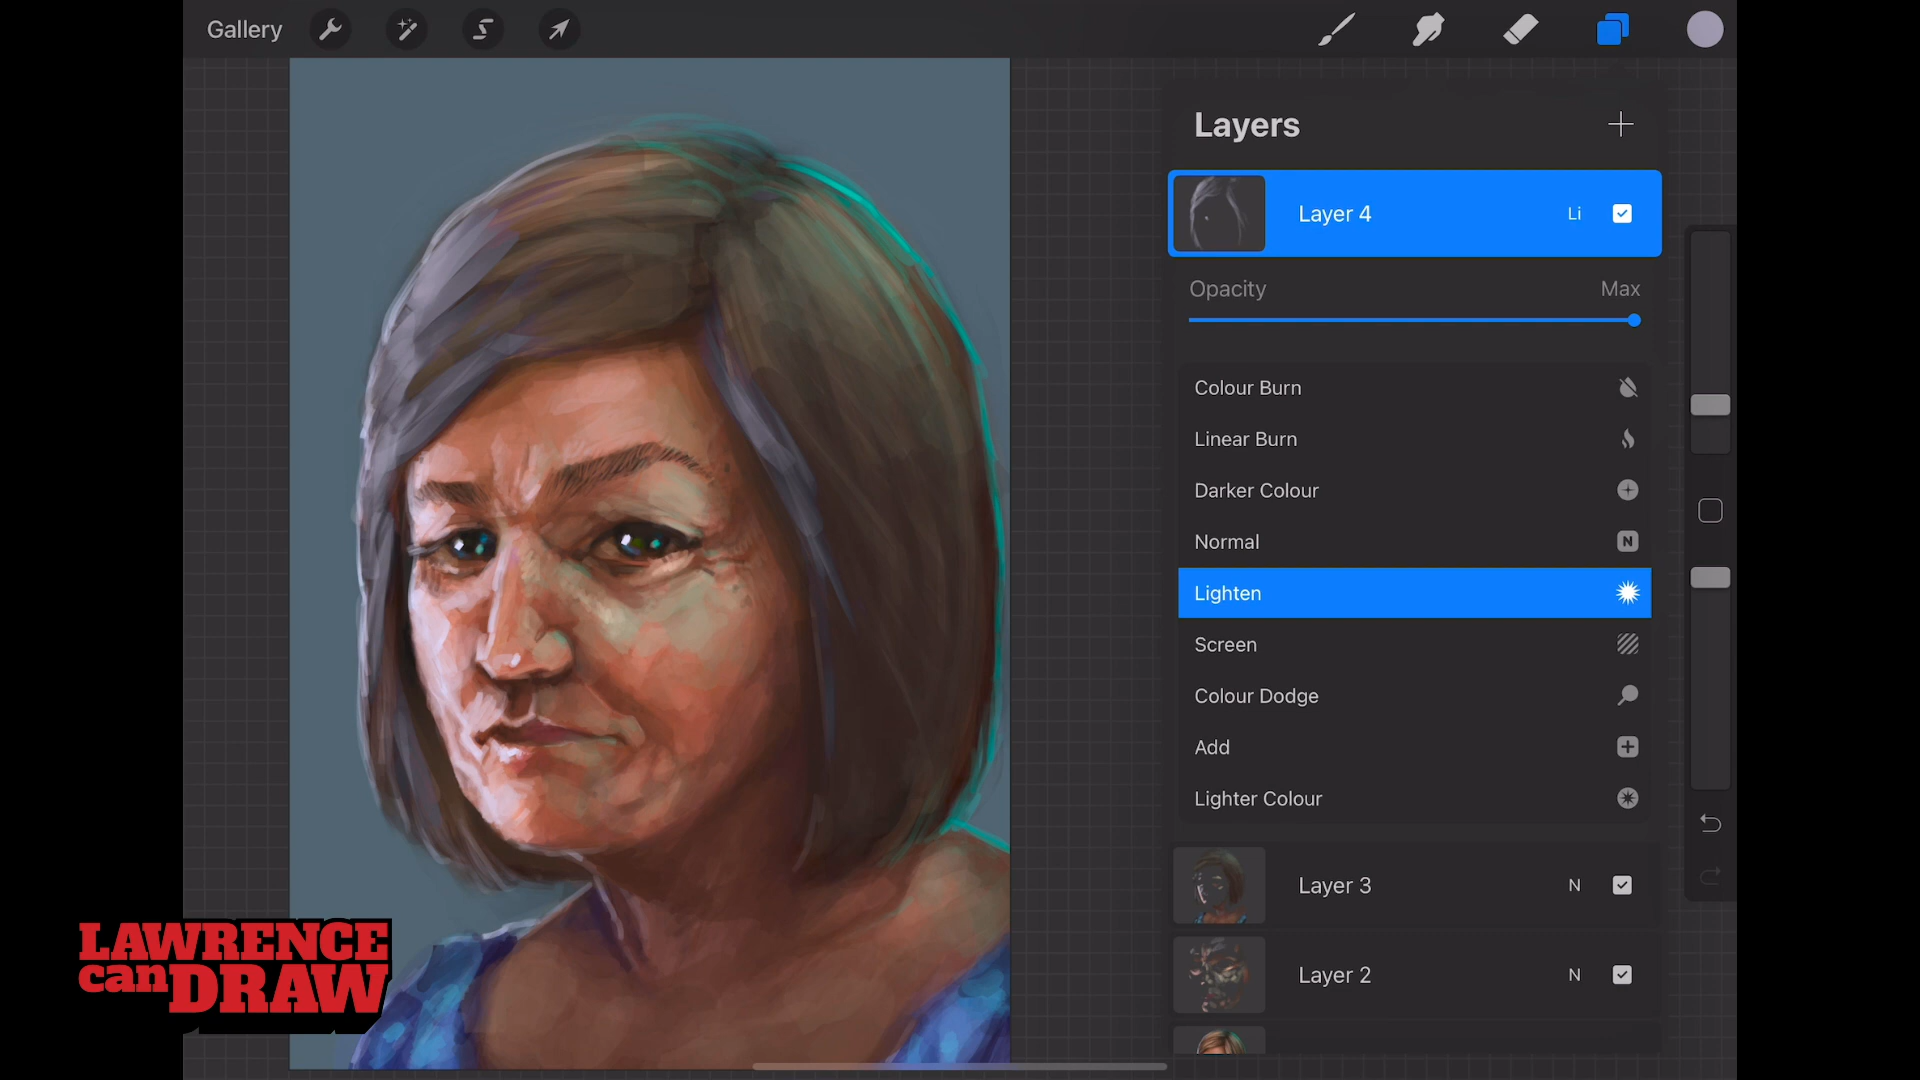 Gallery
Layers
Layer 4 Li
Opacity Max
Colour Burn
Linear Burn
Darker Colour
Normal N
Lighten
Screen
Colour Dodge
Add
Lighter Colour
Layer 3 N
Layer 2 N
LAWRENCE
can DRAW